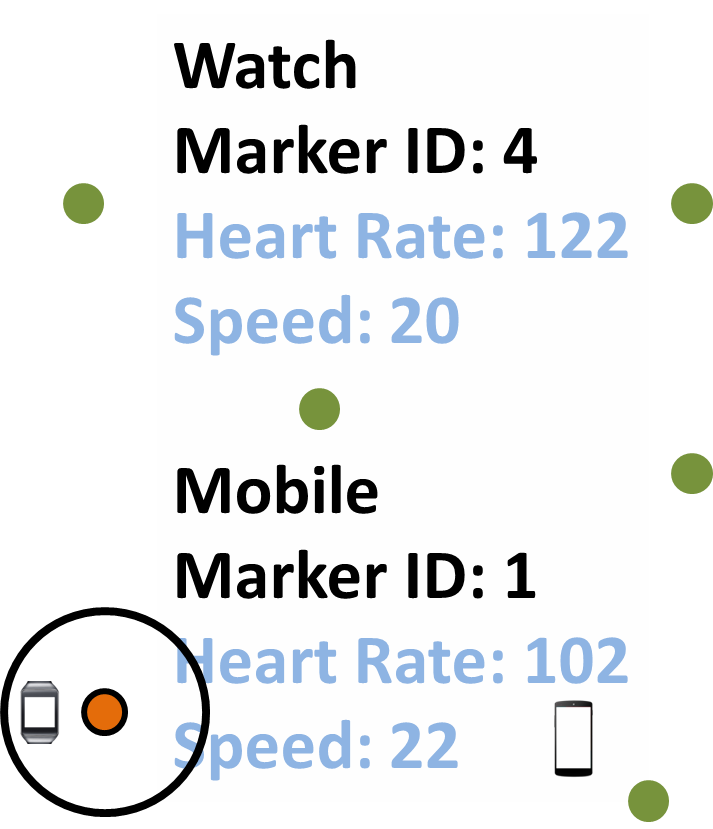 Watch
Marker ID: 4
Heart Rate: 122
Speed: 20
Mobile
Marker ID: 1
Heart Rate: 102
Speed: 22